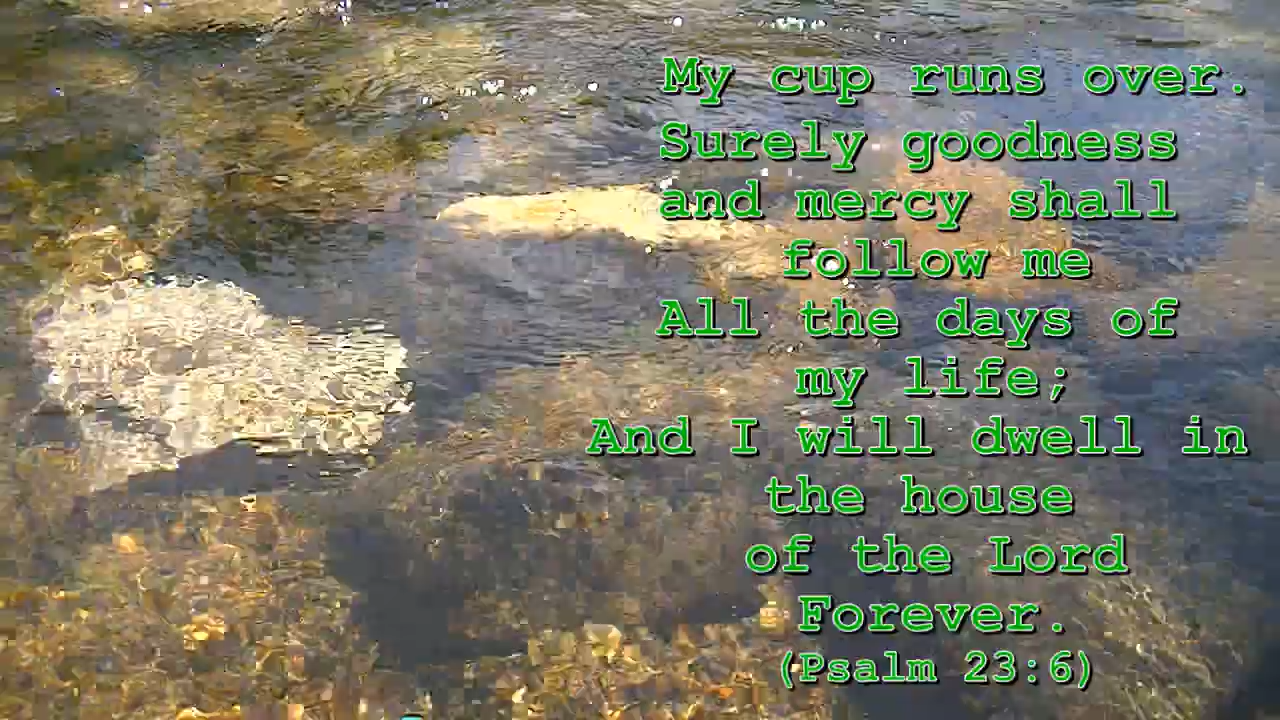 My cup runs over.
Surely goodness
and mercy shall
follow me
All the days of
my life;
And I will dwell in
the house
of the Lord
Forever.
(Psalm 23:6)